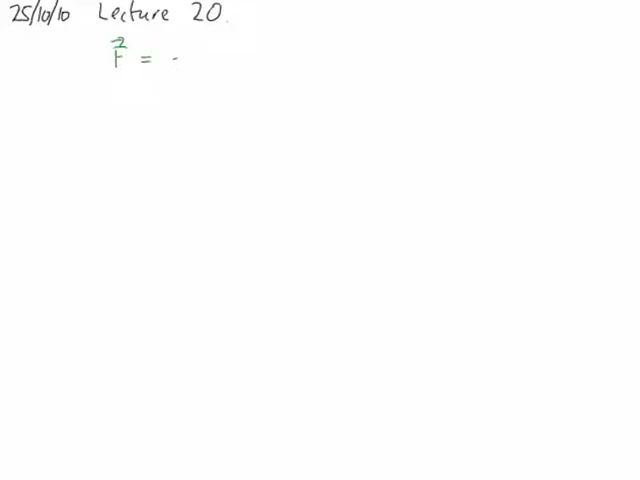 25/10/10 Lecture 20.
F⃗ = -